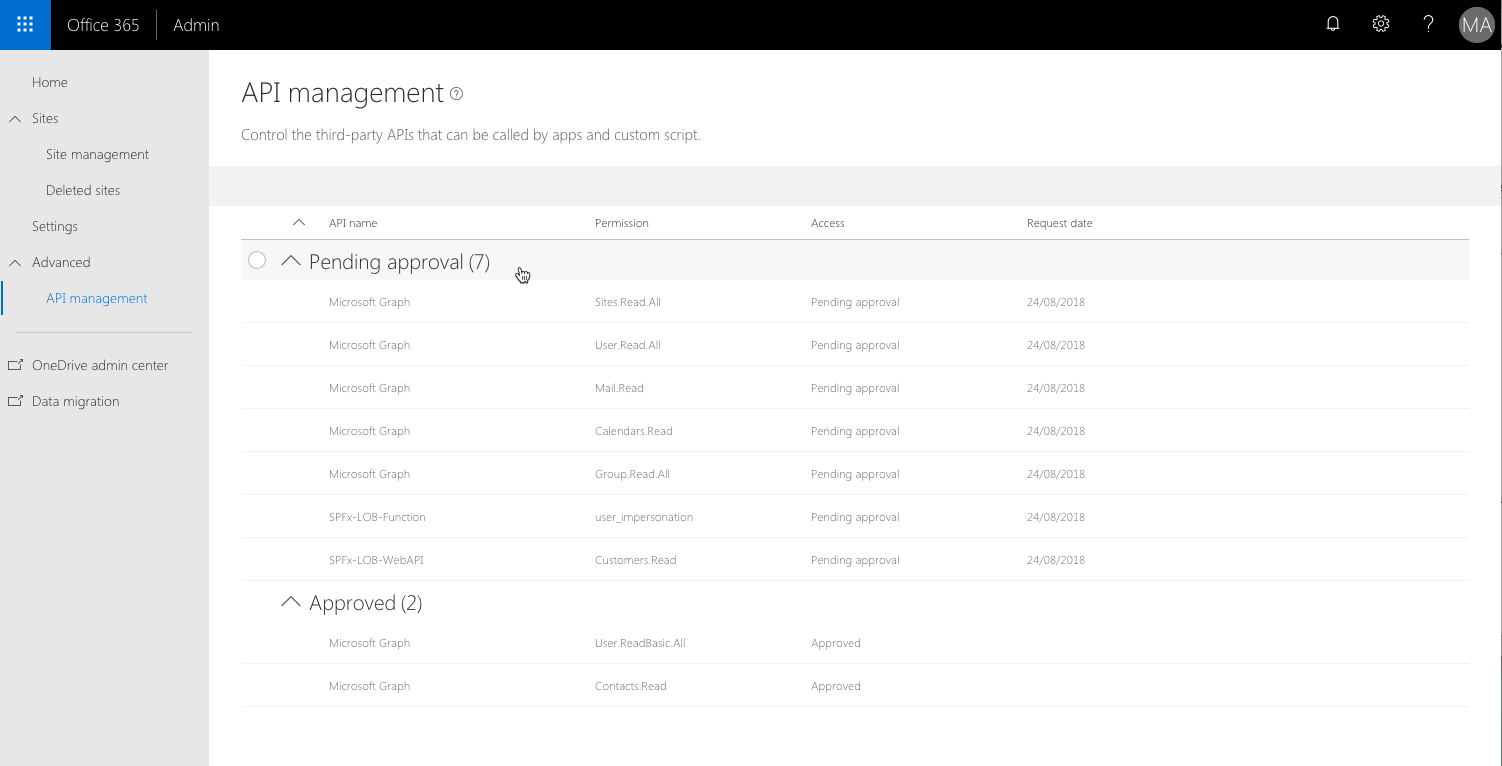 Office 365 Admin ? MA
Home
Sites
Site management
Deleted sites
Settings
Advanced
API management
OneDrive admin center
Data migration
API management ?
Control the third-party APIs that can be called by apps and custom script.
API name Permission Access Request date
Pending approval (7)
Microsoft Graph Sites.Read.All Pending approval 24/08/2018
Microsoft Graph User.Read.All Pending approval 24/08/2018
Microsoft Graph Mail.Read Pending approval 24/08/2018
Microsoft Graph Calendars.Read Pending approval 24/08/2018
Microsoft Graph Group.Read.All Pending approval 24/08/2018
SPFx-LOB-Function user_impersonation Pending approval 24/08/2018
SPFx-LOB-WebAPI Customers.Read Pending approval 24/08/2018
Approved (2)
Microsoft Graph User.ReadBasic.All Approved
Microsoft Graph Contacts.Read Approved